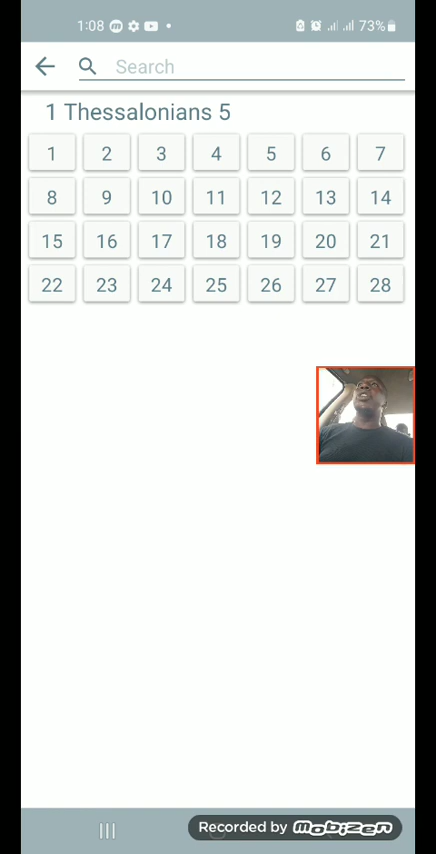 1:08 73%
Search
1 Thessalonians 5
1 2 3 4 5 6 7
8 9 10 11 12 13 14
15 16 17 18 19 20 21
22 23 24 25 26 27 28
Recorded by mobizen